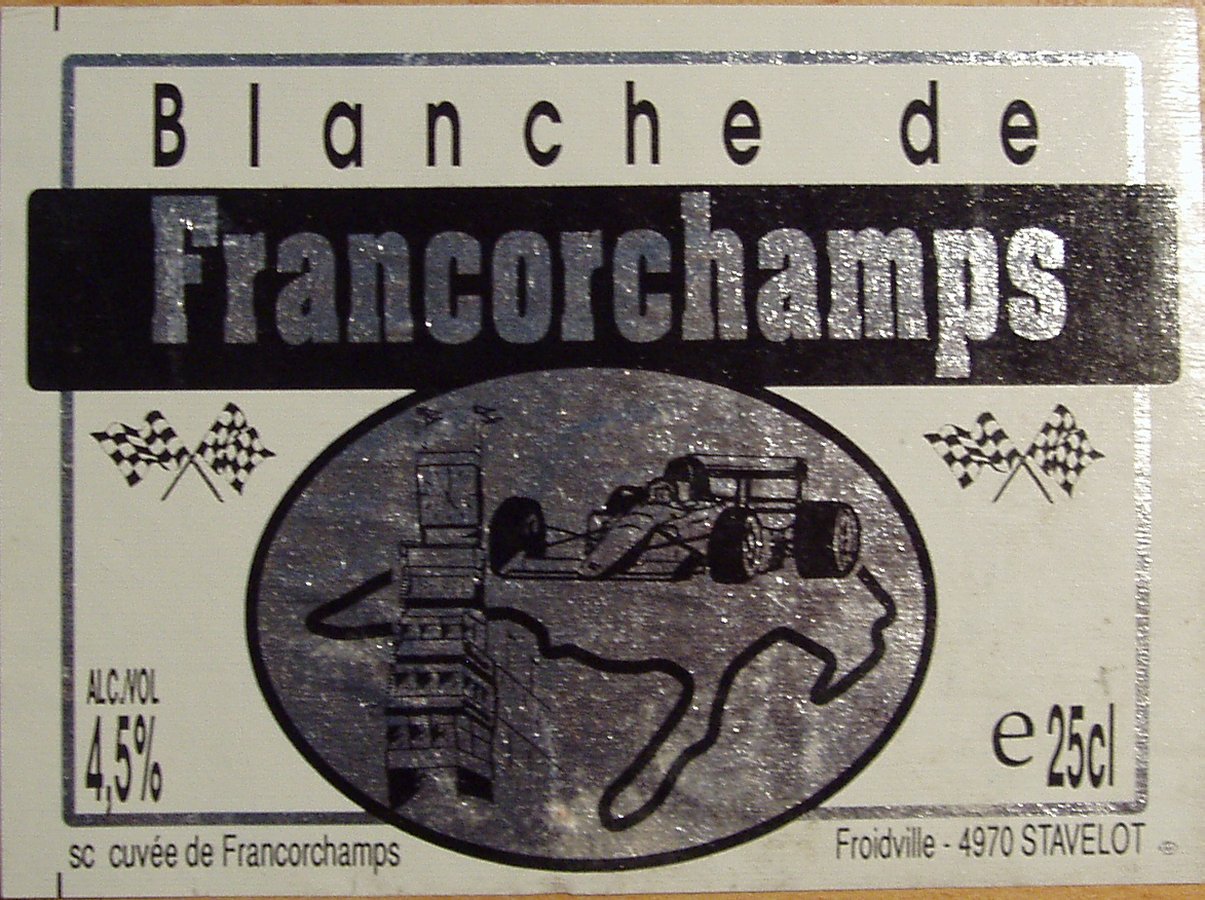 Blanche de
Francorchamps
ALC./VOL
4,5%
e 25cl
sc cuvée de Francorchamps
Froidville - 4970 STAVELOT